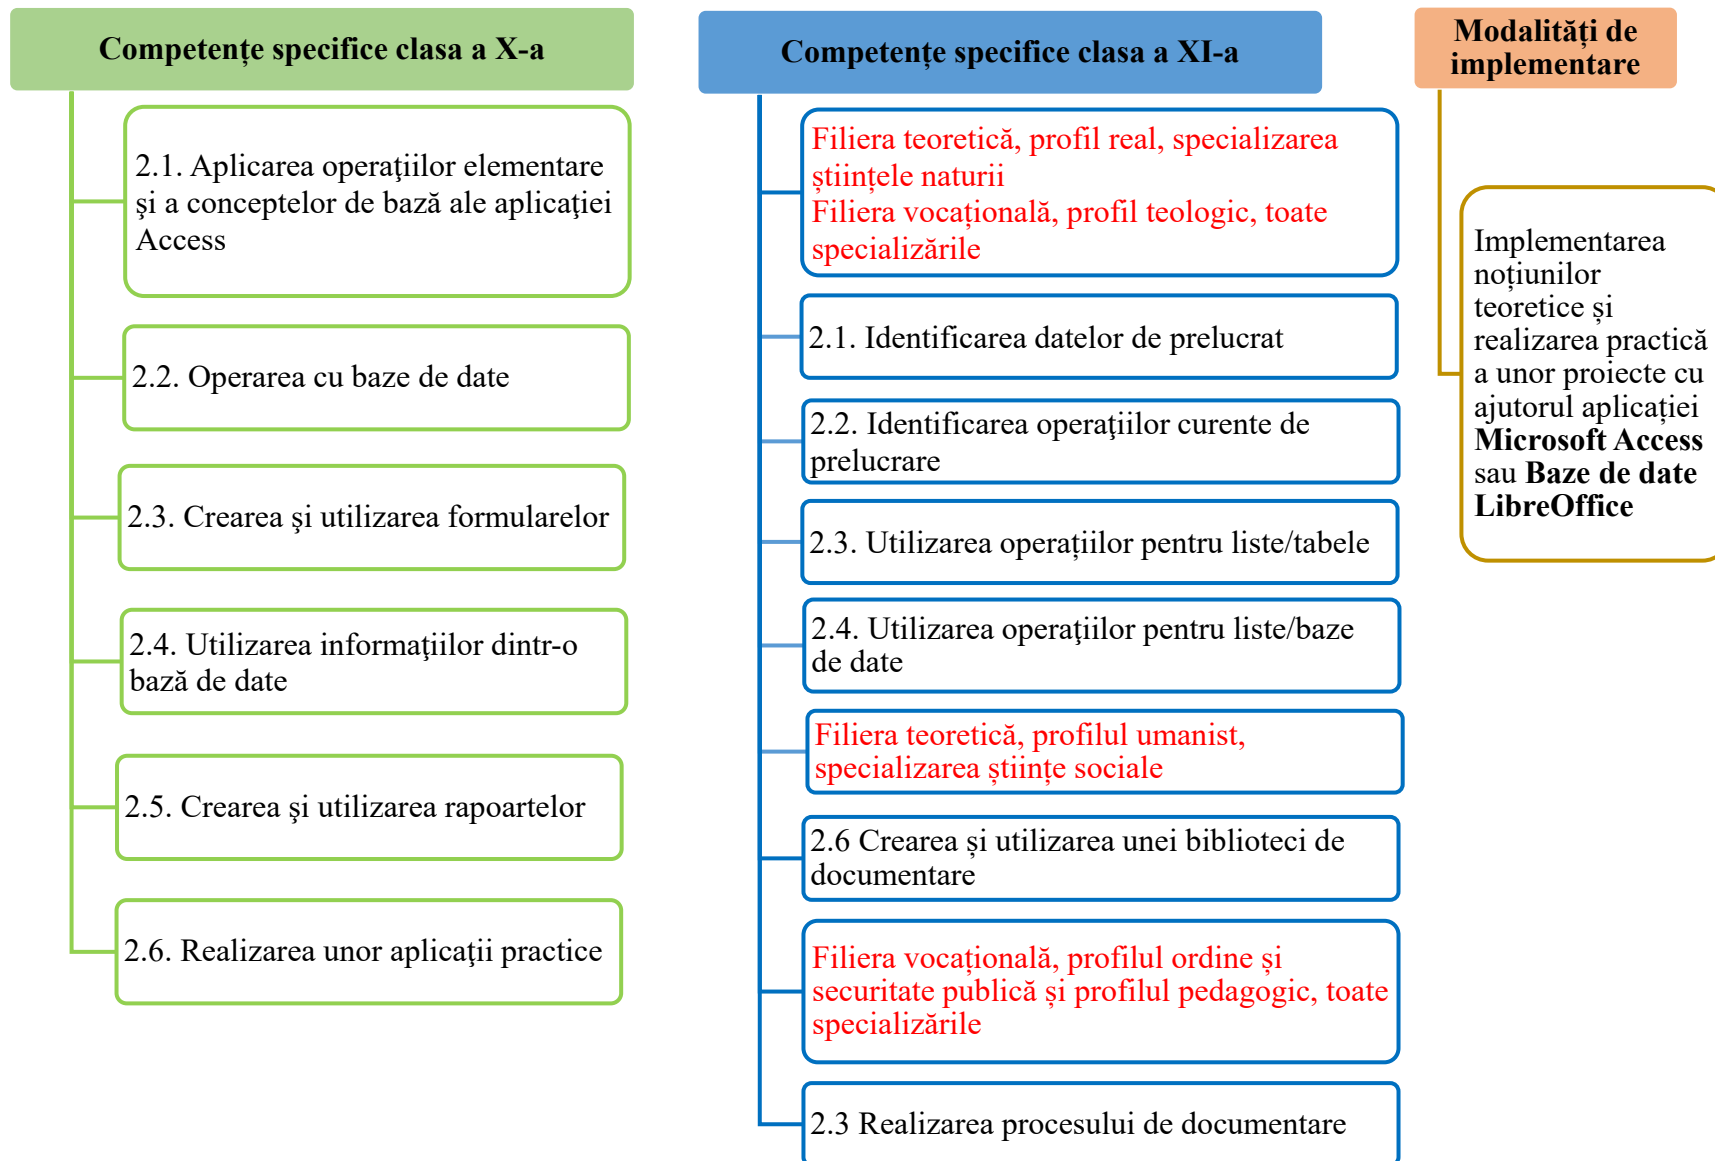 Competențe specifice clasa a X-a
2.1. Aplicarea operaţiilor elementare
şi a conceptelor de bază ale aplicaţiei
Access
2.2. Operarea cu baze de date
2.3. Crearea şi utilizarea formularelor
2.4. Utilizarea informaţiilor dintr-o
bază de date
2.5. Crearea şi utilizarea rapoartelor
2.6. Realizarea unor aplicaţii practice
Competențe specifice clasa a XI-a
Filiera teoretică, profil real, specializarea
științele naturii
Filiera vocațională, profil teologic, toate
specializările
2.1. Identificarea datelor de prelucrat
2.2. Identificarea operaţiilor curente de
prelucrare
2.3. Utilizarea operațiilor pentru liste/tabele
2.4. Utilizarea operaţiilor pentru liste/baze
de date
Filiera teoretică, profilul umanist,
specializarea științe sociale
2.6 Crearea și utilizarea unei biblioteci de
documentare
Filiera vocațională, profilul ordine și
securitate publică și profilul pedagogic, toate
specializările
2.3 Realizarea procesului de documentare
Modalități de
implementare
Implementarea
noțiunilor
teoretice și
realizarea practică
a unor proiecte cu
ajutorul aplicației
Microsoft Access
sau Baze de date
LibreOffice